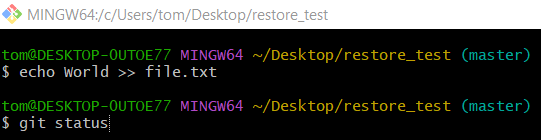 MINGW64:/c/Users/tom/Desktop/restore_test
tom@DESKTOP-OUTOE77 MINGW64 ~/Desktop/restore_test (master)
$ echo World >> file.txt
tom@DESKTOP-OUTOE77 MINGW64 ~/Desktop/restore_test (master)
$ git status